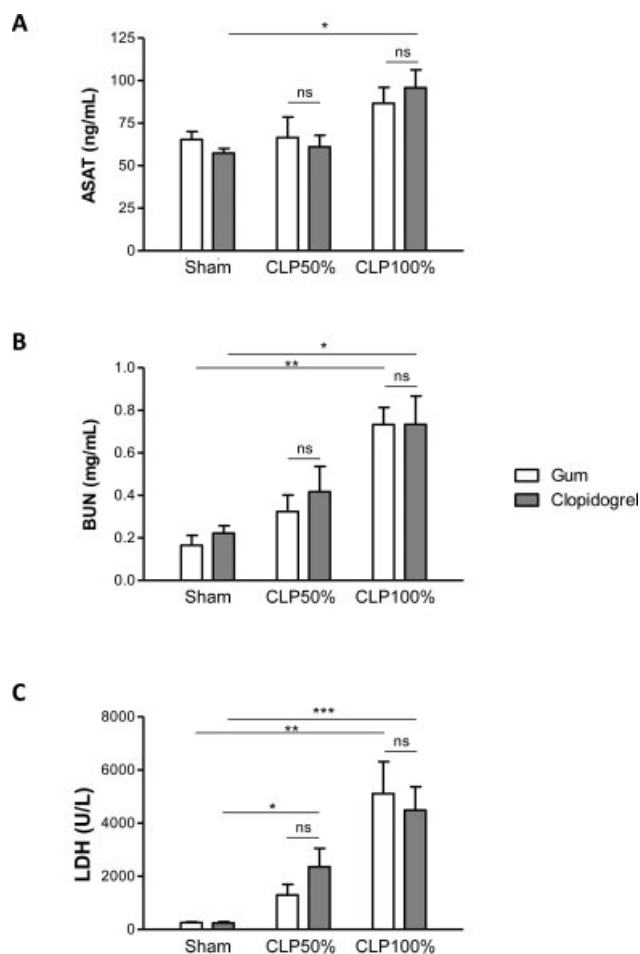 A
*
125
ns
100
ns
75
50
25
0
ASAT (ng/mL)
Sham CLP50% CLP100%
B
*
**
1.0
ns
0.8
0.6
ns
0.4
0.2
0.0
BUN (mg/mL)
Sham CLP50% CLP100%
Gum
Clopidogrel
C
***
8000
**
ns
6000
*
4000
ns
2000
0
LDH (U/L)
Sham CLP50% CLP100%